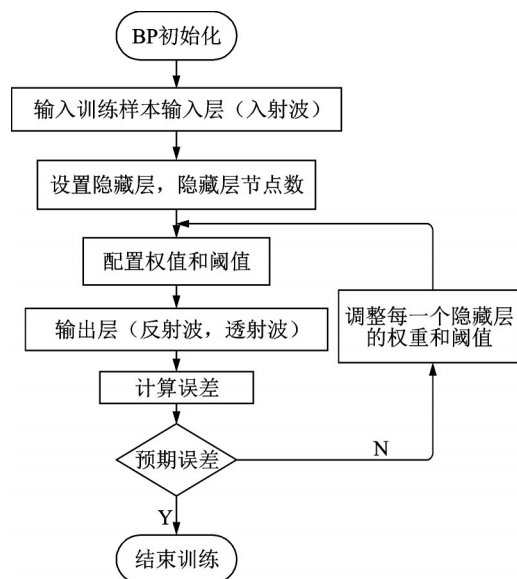 BP初始化
输入训练样本输入层（入射波）
设置隐藏层，隐藏层节点数
配置权值和阈值
输出层（反射波，透射波）
调整每一个隐藏层
的权重和阈值
计算误差
预期误差
N
Y
结束训练